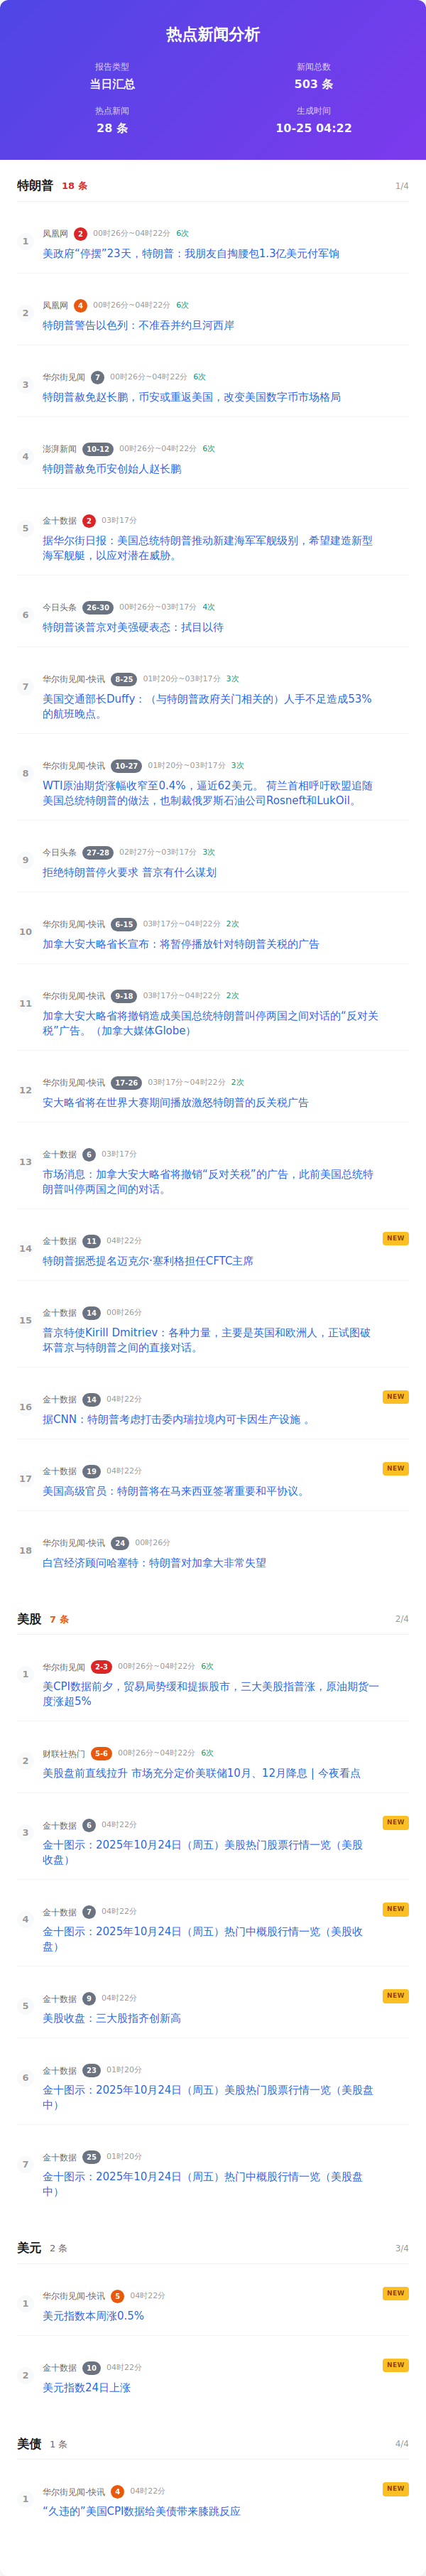 热点新闻分析
报告类型
新闻总数
当日汇总
503 条
热点新闻
生成时间
28 条
10-25 04:22
特朗普 18 条 1/4
1
凤凰网 2 00时26分~04时22分 6次
美政府“停摆”23天，特朗普：我朋友自掏腰包1.3亿美元付军饷
2
凤凰网 4 00时26分~04时22分 6次
特朗普警告以色列：不准吞并约旦河西岸
3
华尔街见闻 7 00时26分~04时22分 6次
特朗普赦免赵长鹏，币安或重返美国，改变美国数字币市场格局
4
澎湃新闻 10-12 00时26分~04时22分 6次
特朗普赦免币安创始人赵长鹏
5
金十数据 2 03时17分
据华尔街日报：美国总统特朗普推动新建海军军舰级别，希望建造新型
海军舰艇，以应对潜在威胁。
6
今日头条 26-30 00时26分~03时17分 4次
特朗普谈普京对美强硬表态：拭目以待
7
华尔街见闻-快讯 8-25 01时20分~03时17分 3次
美国交通部长Duffy：（与特朗普政府关门相关的）人手不足造成53%
的航班晚点。
8
华尔街见闻-快讯 10-27 01时20分~03时17分 3次
WTI原油期货涨幅收窄至0.4%，逼近62美元。 荷兰首相呼吁欧盟追随
美国总统特朗普的做法，也制裁俄罗斯石油公司Rosneft和LukOil。
9
今日头条 27-28 02时27分~03时17分 3次
拒绝特朗普停火要求 普京有什么谋划
10
华尔街见闻-快讯 6-15 03时17分~04时22分 2次
加拿大安大略省长宣布：将暂停播放针对特朗普关税的广告
11
华尔街见闻-快讯 9-18 03时17分~04时22分 2次
加拿大安大略省将撤销造成美国总统特朗普叫停两国之间对话的“反对关
税”广告。（加拿大媒体Globe）
12
华尔街见闻-快讯 17-26 03时17分~04时22分 2次
安大略省将在世界大赛期间播放激怒特朗普的反关税广告
13
金十数据 6 03时17分
市场消息：加拿大安大略省将撤销“反对关税”的广告，此前美国总统特
朗普叫停两国之间的对话。
14
金十数据 11 04时22分 NEW
特朗普据悉提名迈克尔·塞利格担任CFTC主席
15
金十数据 14 00时26分
普京特使Kirill Dmitriev：各种力量，主要是英国和欧洲人，正试图破
坏普京与特朗普之间的直接对话。
16
金十数据 14 04时22分 NEW
据CNN：特朗普考虑打击委内瑞拉境内可卡因生产设施 。
17
金十数据 19 04时22分 NEW
美国高级官员：特朗普将在马来西亚签署重要和平协议。
18
华尔街见闻-快讯 24 00时26分
白宫经济顾问哈塞特：特朗普对加拿大非常失望
美股 7 条 2/4
1
华尔街见闻 2-3 00时26分~04时22分 6次
美CPI数据前夕，贸易局势缓和提振股市，三大美股指普涨，原油期货一
度涨超5%
2
财联社热门 5-6 00时26分~04时22分 6次
美股盘前直线拉升 市场充分定价美联储10月、12月降息 | 今夜看点
3
金十数据 6 04时22分 NEW
金十图示：2025年10月24日（周五）美股热门股票行情一览（美股
收盘）
4
金十数据 7 04时22分 NEW
金十图示：2025年10月24日（周五）热门中概股行情一览（美股收
盘）
5
金十数据 9 04时22分 NEW
美股收盘：三大股指齐创新高
6
金十数据 23 01时20分
金十图示：2025年10月24日（周五）美股热门股票行情一览（美股盘
中）
7
金十数据 25 01时20分
金十图示：2025年10月24日（周五）热门中概股行情一览（美股盘
中）
美元 2 条 3/4
1
华尔街见闻-快讯 5 04时22分 NEW
美元指数本周涨0.5%
2
金十数据 10 04时22分 NEW
美元指数24日上涨
美债 1 条 4/4
1
华尔街见闻-快讯 4 04时22分 NEW
“久违的”美国CPI数据给美债带来膝跳反应